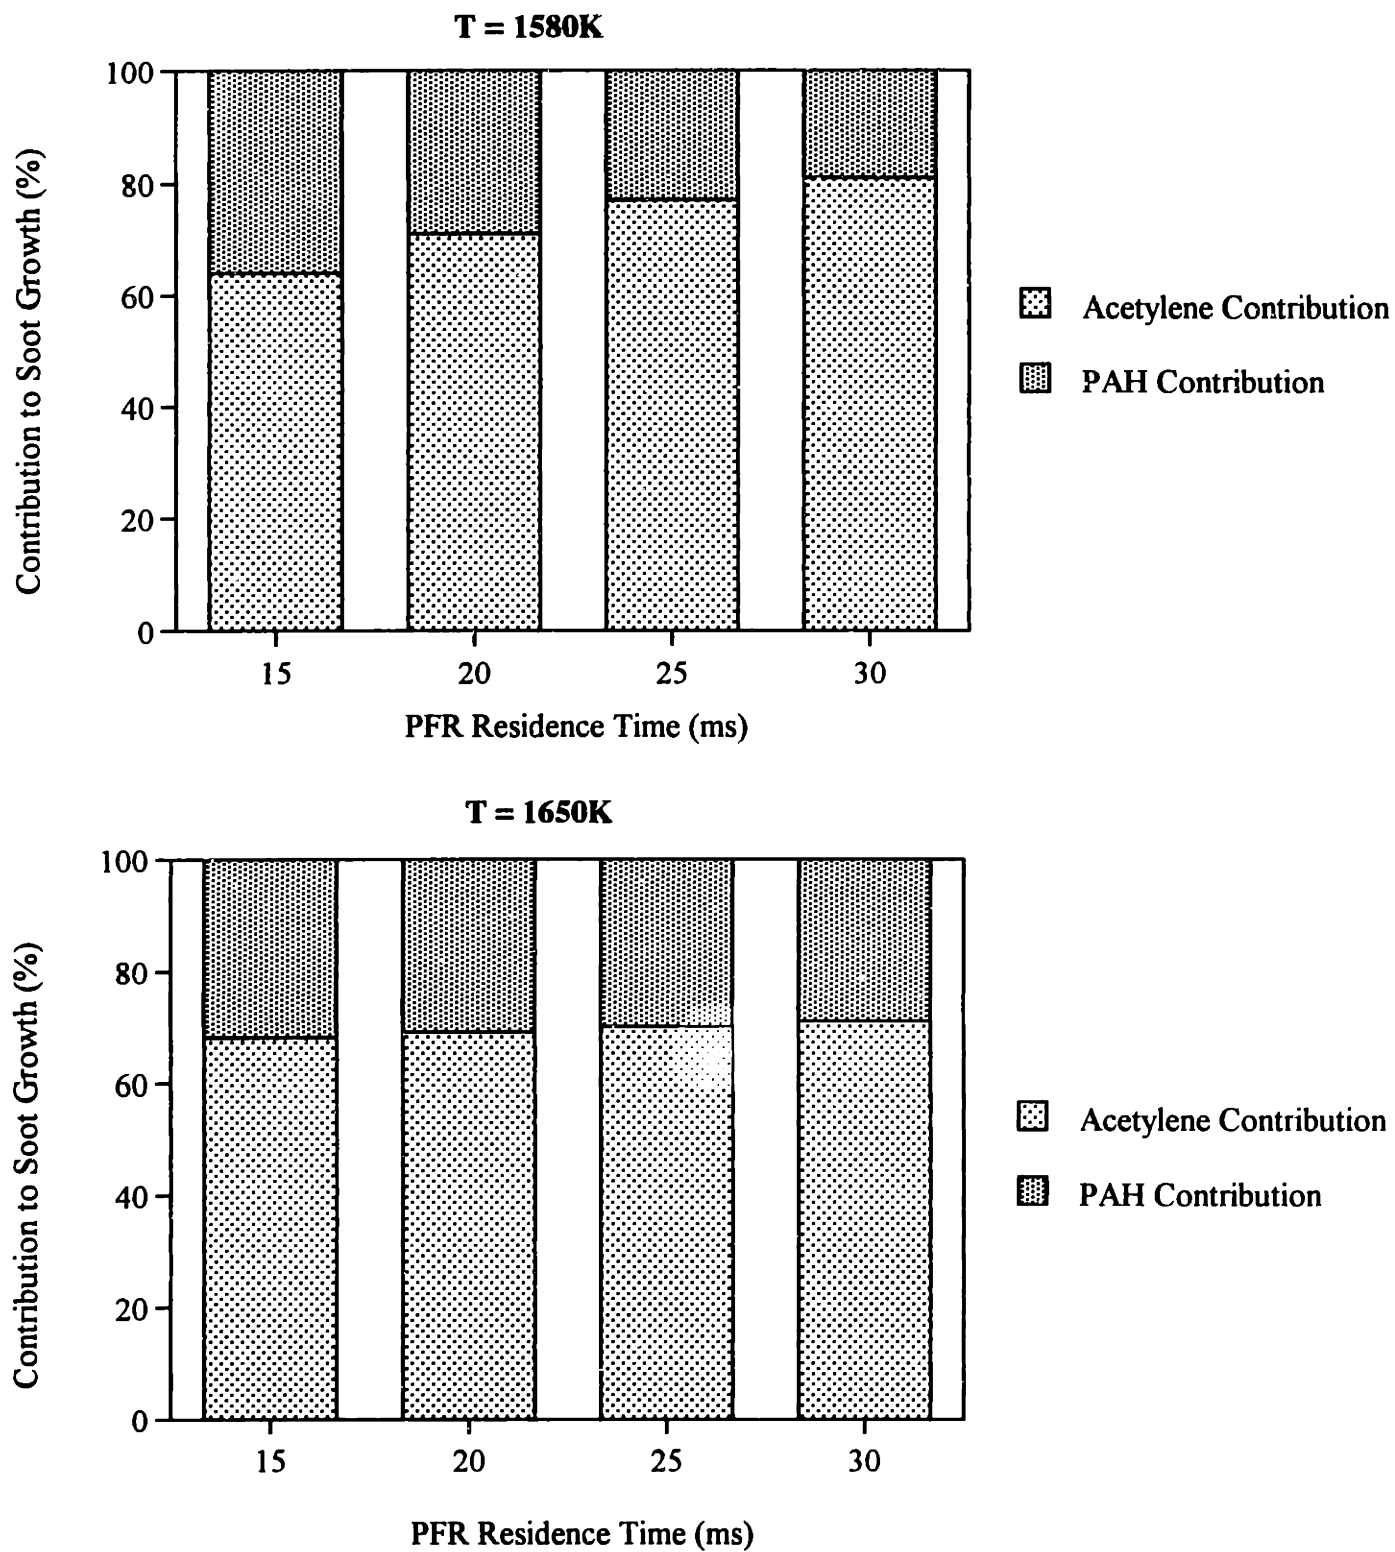 T = 1580K
Contribution to Soot Growth (%)
100
80
60
40
20
0
15 20 25 30
PFR Residence Time (ms)
Acetylene Contribution
PAH Contribution
T = 1650K
Contribution to Soot Growth (%)
100
80
60
40
20
0
15 20 25 30
PFR Residence Time (ms)
Acetylene Contribution
PAH Contribution